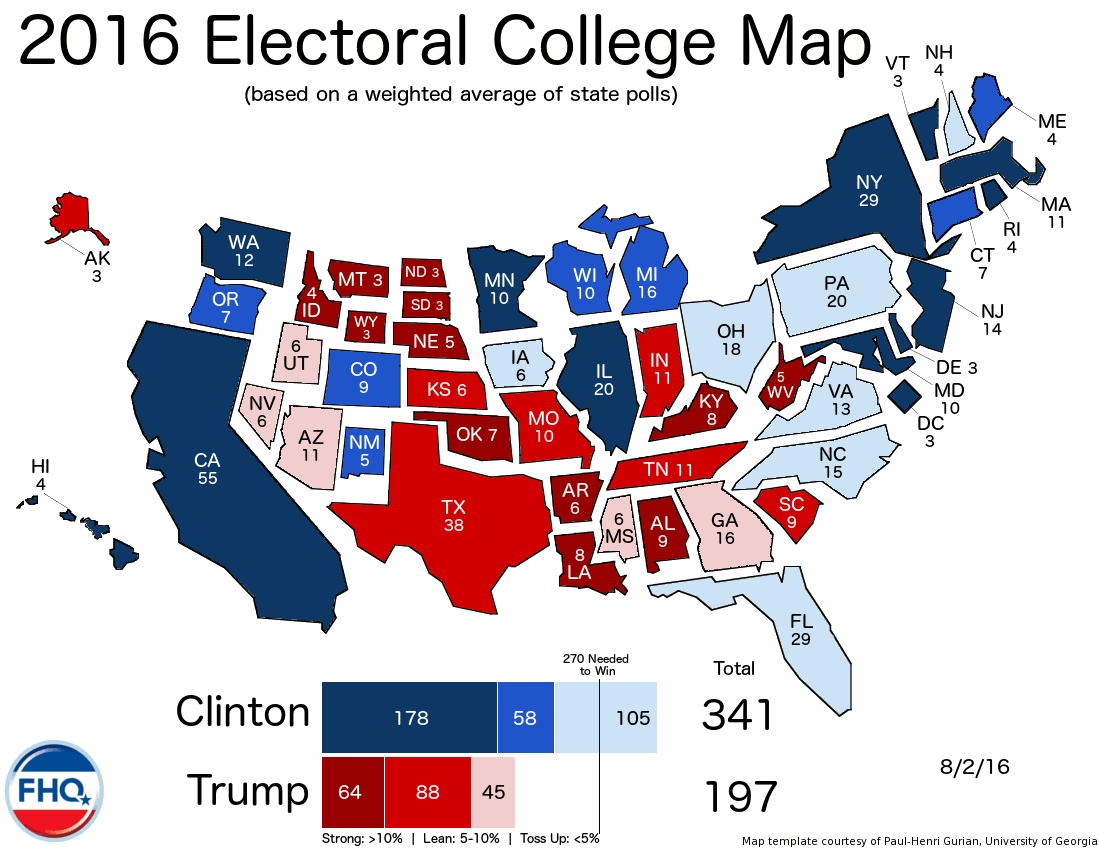 2016 Electoral College Map
(based on a weighted average of state polls)
VT
3
NH
4
ME
4
MA
11
RI
4
CT
7
NY
29
NJ
14
PA
20
DE 3
MD
10
DC
3
AK
3
WA
12
OR
7
4
ID
MT 3
ND 3
SD 3
WY
3
NE 5
MN
10
WI
10
MI
16
IA
6
IL
20
IN
11
OH
18
5
WV
VA
13
KY
8
NC
15
6
UT
CO
9
KS 6
MO
10
NV
6
AZ
11
NM
5
OK 7
TN 11
CA
55
HI
4
TX
38
AR
6
8
LA
6
MS
AL
9
GA
16
SC
9
FL
29
270 Needed
to Win
Total
Clinton
178
58
105
341
Trump
64
88
45
197
Strong: >10% | Lean: 5-10% | Toss Up: <5%
FHQ
8/2/16
Map template courtesy of Paul-Henri Gurian, University of Georgia